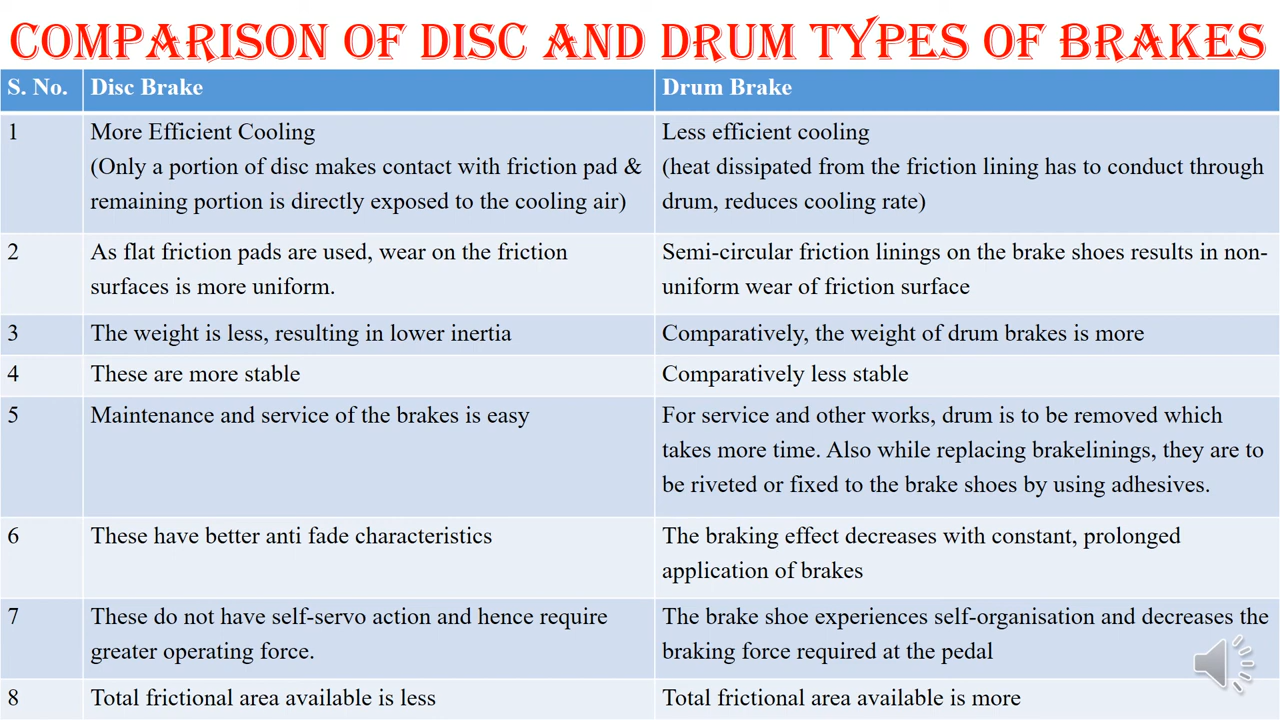 COMPARISON OF DISC AND DRUM TYPES OF BRAKES
S. No. Disc Brake Drum Brake
1 More Efficient Cooling
(Only a portion of disc makes contact with friction pad &
remaining portion is directly exposed to the cooling air)
Less efficient cooling
(heat dissipated from the friction lining has to conduct through
drum, reduces cooling rate)
2 As flat friction pads are used, wear on the friction
surfaces is more uniform.
Semi-circular friction linings on the brake shoes results in non-
uniform wear of friction surface
3 The weight is less, resulting in lower inertia
Comparatively, the weight of drum brakes is more
4 These are more stable
Comparatively less stable
5 Maintenance and service of the brakes is easy
For service and other works, drum is to be removed which
takes more time. Also while replacing brakelinings, they are to
be riveted or fixed to the brake shoes by using adhesives.
6 These have better anti fade characteristics
The braking effect decreases with constant, prolonged
application of brakes
7 These do not have self-servo action and hence require
greater operating force.
The brake shoe experiences self-organisation and decreases the
braking force required at the pedal
8 Total frictional area available is less
Total frictional area available is more